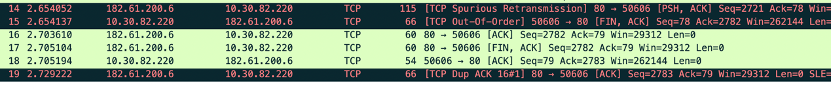 14 2.654052 182.61.200.6 10.30.82.220 TCP 115 [TCP Spurious Retransmission] 80 → 50606 [PSH, ACK] Seq=2721 Ack=78 Win=
15 2.654137 10.30.82.220 182.61.200.6 TCP 66 [TCP Out-Of-Order] 50606 → 80 [FIN, ACK] Seq=78 Ack=2782 Win=262144 Len=
16 2.703610 182.61.200.6 10.30.82.220 TCP 60 80 → 50606 [ACK] Seq=2782 Ack=79 Win=29312 Len=0
17 2.705104 182.61.200.6 10.30.82.220 TCP 60 80 → 50606 [FIN, ACK] Seq=2782 Ack=79 Win=29312 Len=0
18 2.705194 10.30.82.220 182.61.200.6 TCP 54 50606 → 80 [ACK] Seq=79 Ack=2783 Win=262144 Len=0
19 2.729222 182.61.200.6 10.30.82.220 TCP 66 [TCP Dup ACK 16#1] 80 → 50606 [ACK] Seq=2783 Ack=79 Win=29312 Len=0 SLE=